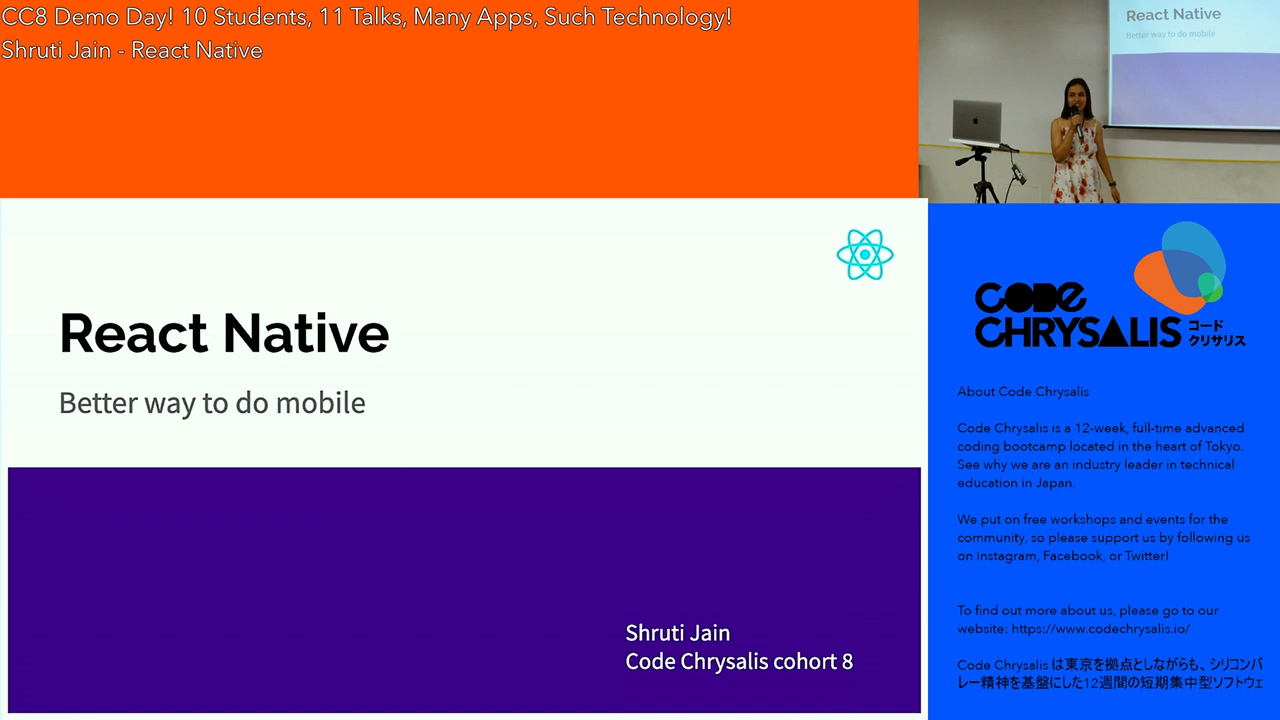 CC8 Demo Day! 10 Students, 11 Talks, Many Apps, Such Technology!
Shruti Jain - React Native
React Native
Better way to do mobile
React Native
Better way to do mobile
Shruti Jain
Code Chrysalis cohort 8
CODE
CHRYSALIS
コード
クリサリス
About Code Chrysalis
Code Chrysalis is a 12-week, full-time advanced
coding bootcamp located in the heart of Tokyo.
See why we are an industry leader in technical
education in Japan.
We put on free workshops and events for the
community, so please support us by following us
on Instagram, Facebook, or Twitter!
To find out more about us, please go to our
website: https://www.codechrysalis.io/
Code Chrysalis は東京を拠点としながらも、シリコンバ
レー精神を基盤にした12週間の短期集中型ソフトウェ